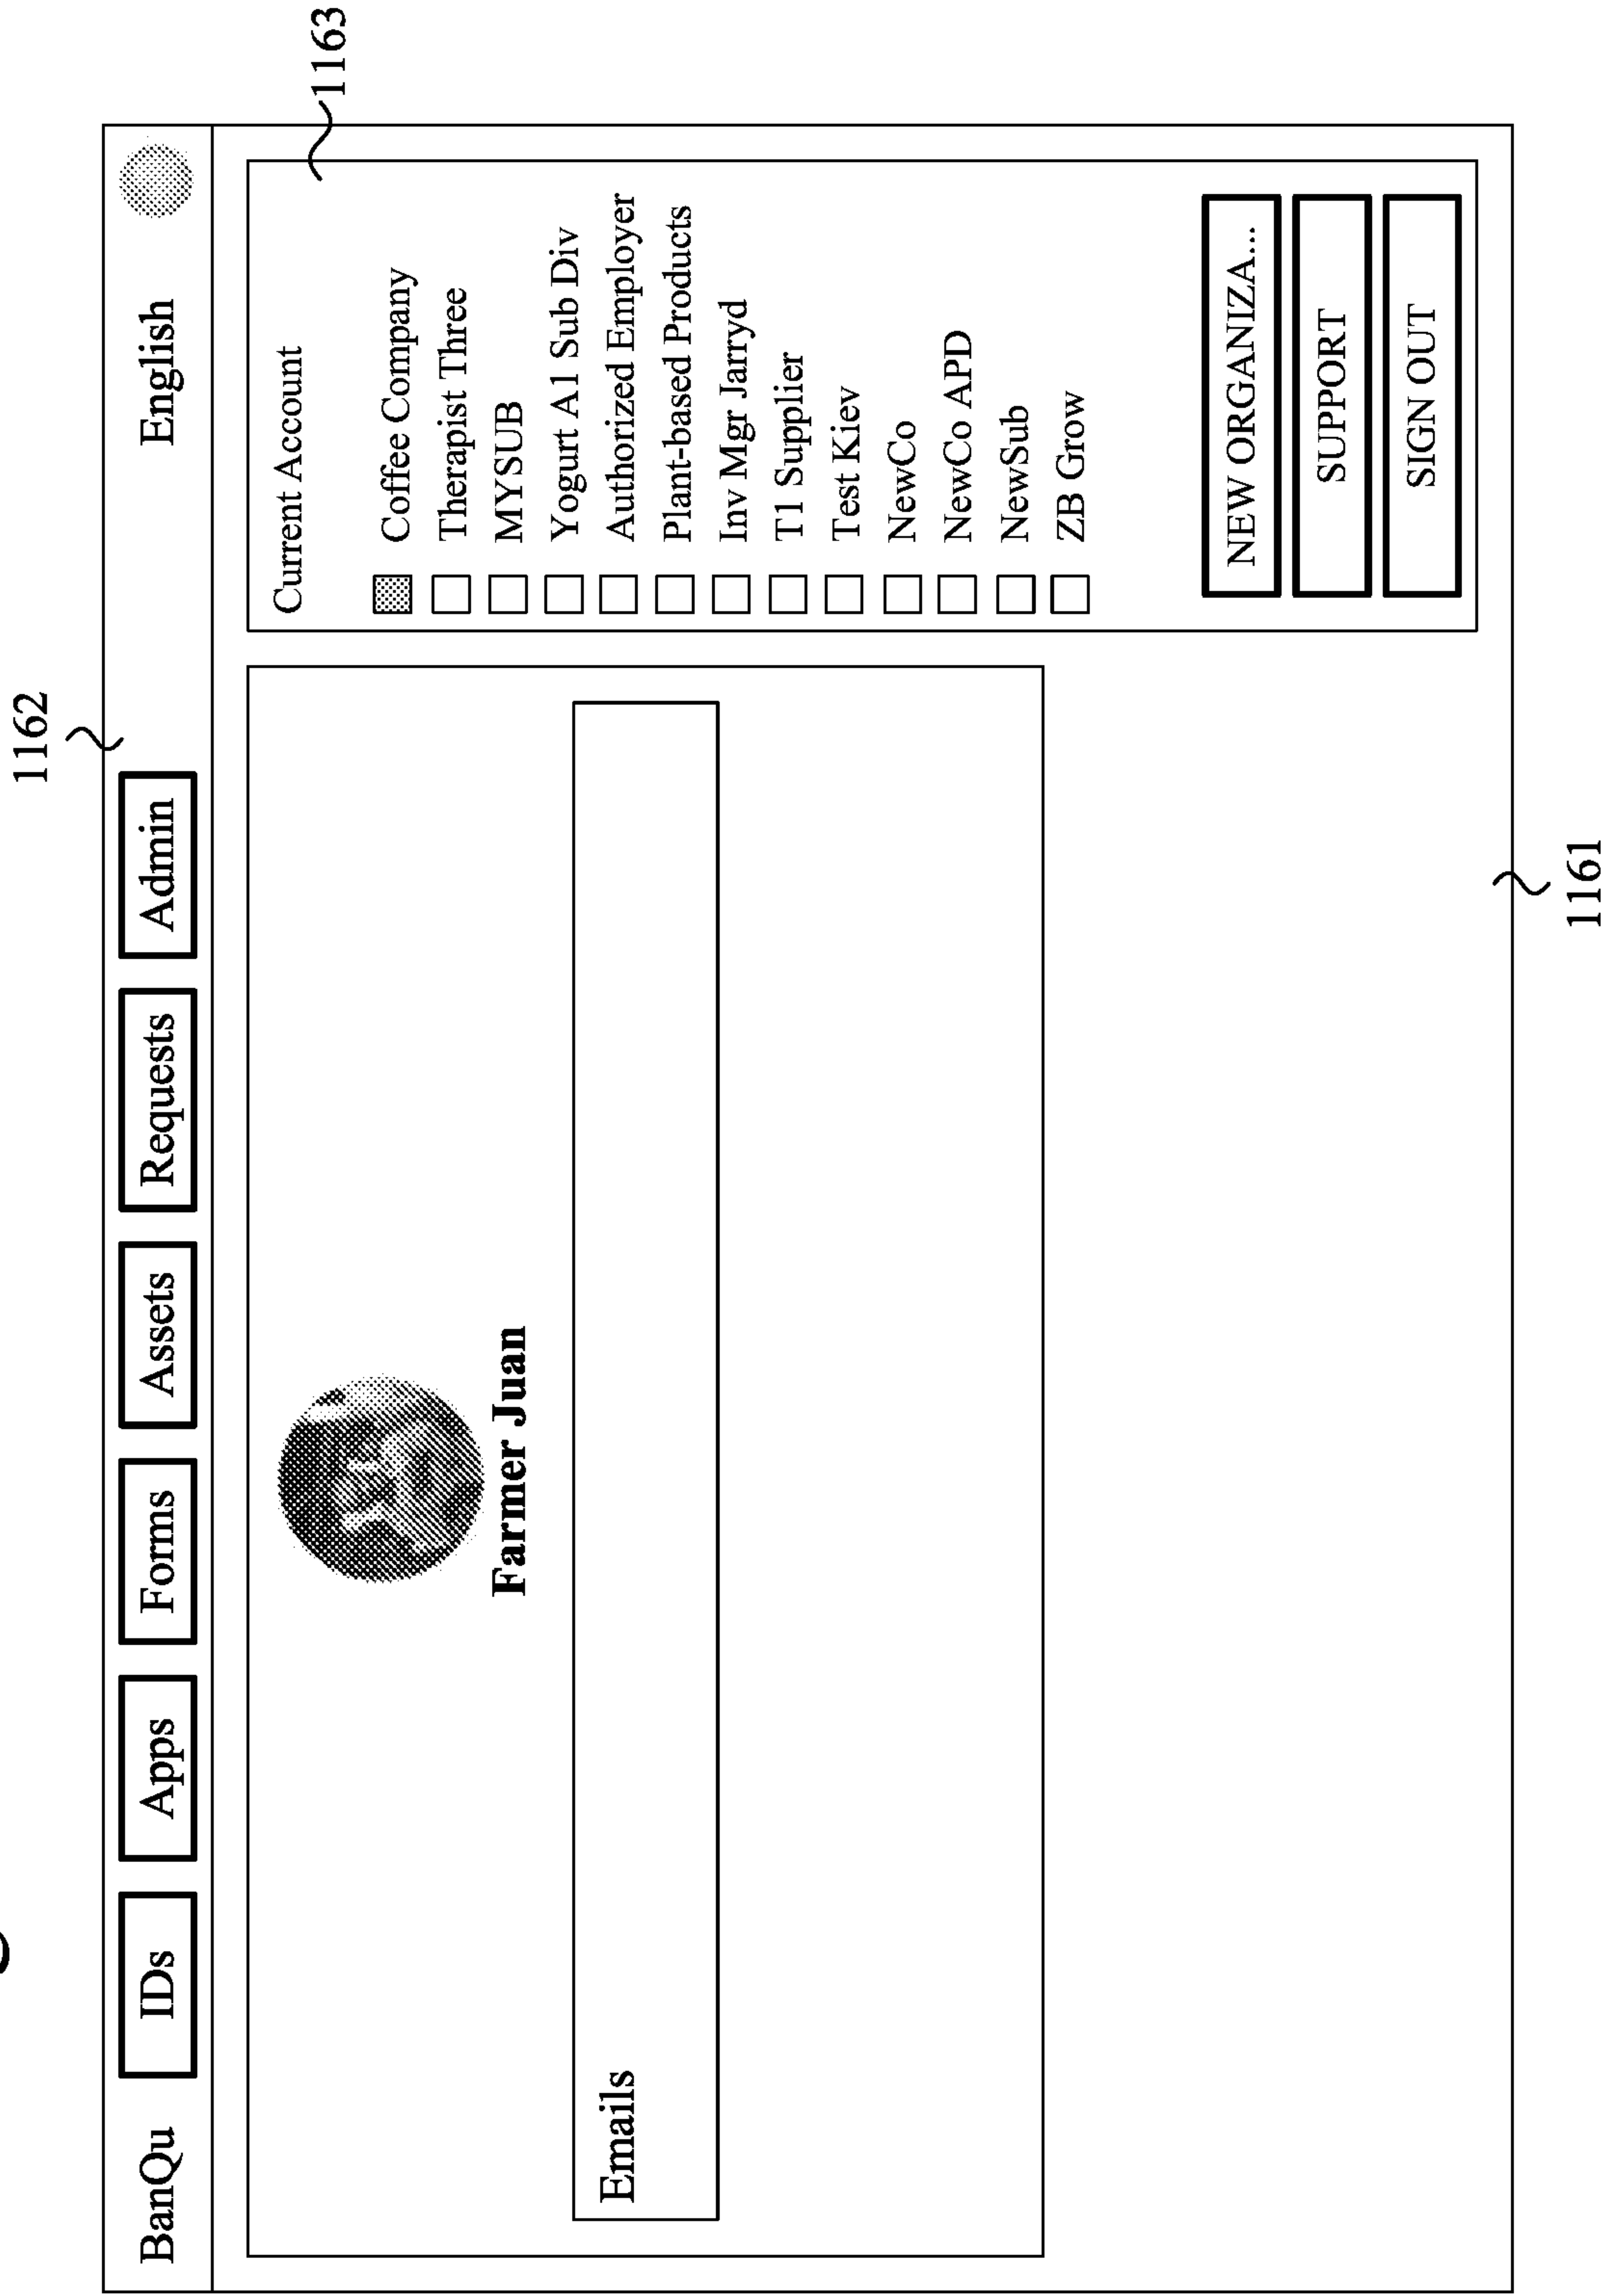 1162
BanQu IDs Apps Forms Assets Requests Admin English
1163
Farmer Juan
Emails
Current Account
Coffee Company
Therapist Three
MYSUB
Yogurt A1 Sub Div
Authorized Employer
Plant-based Products
Inv Mgr Jarryd
T1 Supplier
Test Kiev
NewCo
NewCo APD
NewSub
ZB Grow
NEW ORGANIZA...
SUPPORT
SIGN OUT
1161